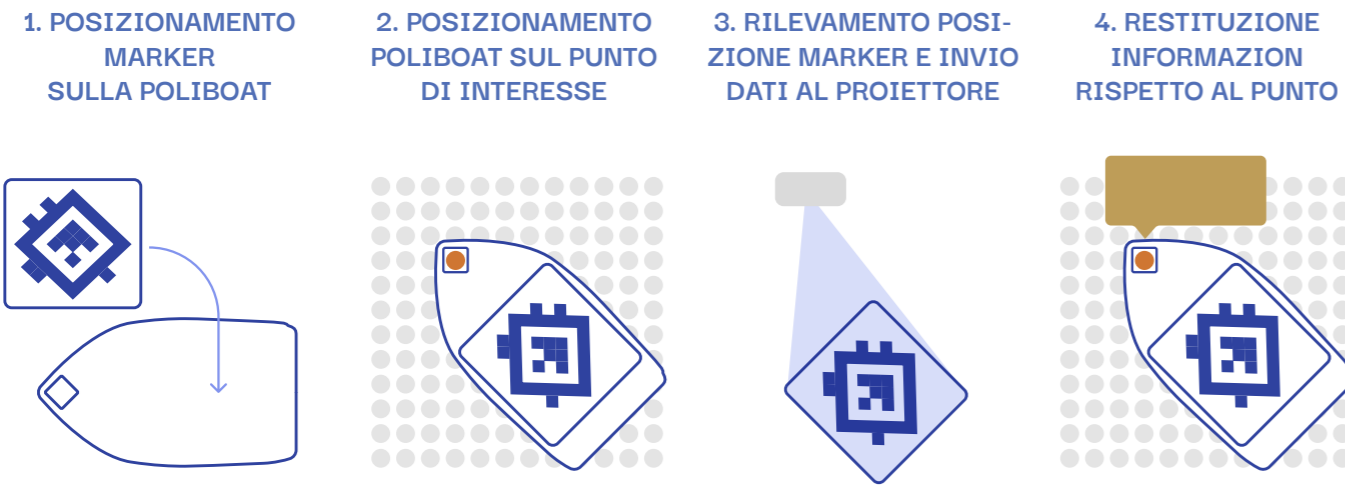 1. POSIZIONAMENTO
MARKER
SULLA POLIBOAT
2. POSIZIONAMENTO
POLIBOAT SUL PUNTO
DI INTERESSE
3. RILEVAMENTO POSI-
ZIONE MARKER E INVIO
DATI AL PROIETTORE
4. RESTITUZIONE
INFORMAZION
RISPETTO AL PUNTO